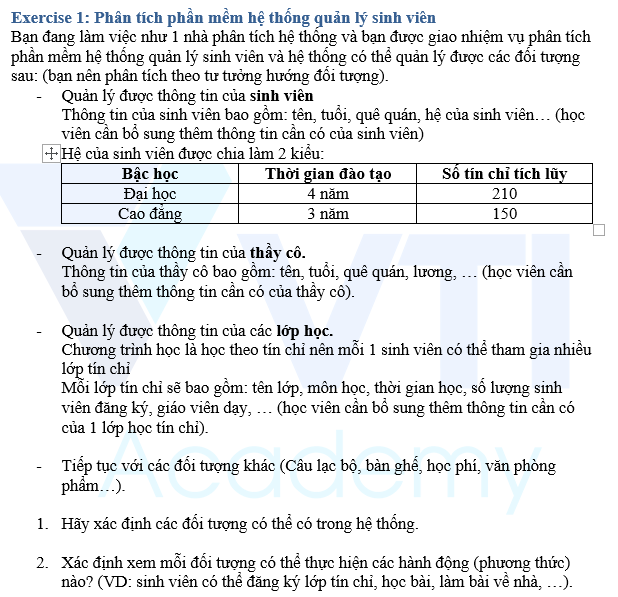 Exercise 1: Phân tích phần mềm hệ thống quản lý sinh viên
Bạn đang làm việc như 1 nhà phân tích hệ thống và bạn được giao nhiệm vụ phân tích
phần mềm hệ thống quản lý sinh viên và hệ thống có thể quản lý được các đối tượng
sau: (bạn nên phân tích theo tư tưởng hướng đối tượng).
- Quản lý được thông tin của sinh viên
Thông tin của sinh viên bao gồm: tên, tuổi, quê quán, hệ của sinh viên… (học
viên cần bổ sung thêm thông tin cần có của sinh viên)
Hệ của sinh viên được chia làm 2 kiểu:
Bậc học Thời gian đào tạo Số tín chỉ tích lũy
Đại học 4 năm 210
Cao đẳng 3 năm 150
- Quản lý được thông tin của thầy cô.
Thông tin của thầy cô bao gồm: tên, tuổi, quê quán, lương, … (học viên cần
bổ sung thêm thông tin cần có của thầy cô).
- Quản lý được thông tin của các lớp học.
Chương trình học là học theo tín chỉ nên mỗi 1 sinh viên có thể tham gia nhiều
lớp tín chỉ
Mỗi lớp tín chỉ sẽ bao gồm: tên lớp, môn học, thời gian học, số lượng sinh
viên đăng ký, giáo viên dạy, … (học viên cần bổ sung thêm thông tin cần có
của 1 lớp học tín chỉ).
- Tiếp tục với các đối tượng khác (Câu lạc bộ, bàn ghế, học phí, văn phòng
phẩm…).
1. Hãy xác định các đối tượng có thể có trong hệ thống.
2. Xác định xem mỗi đối tượng có thể thực hiện các hành động (phương thức)
nào? (VD: sinh viên có thể đăng ký lớp tín chỉ, học bài, làm bài về nhà, …).
VTI
Academy